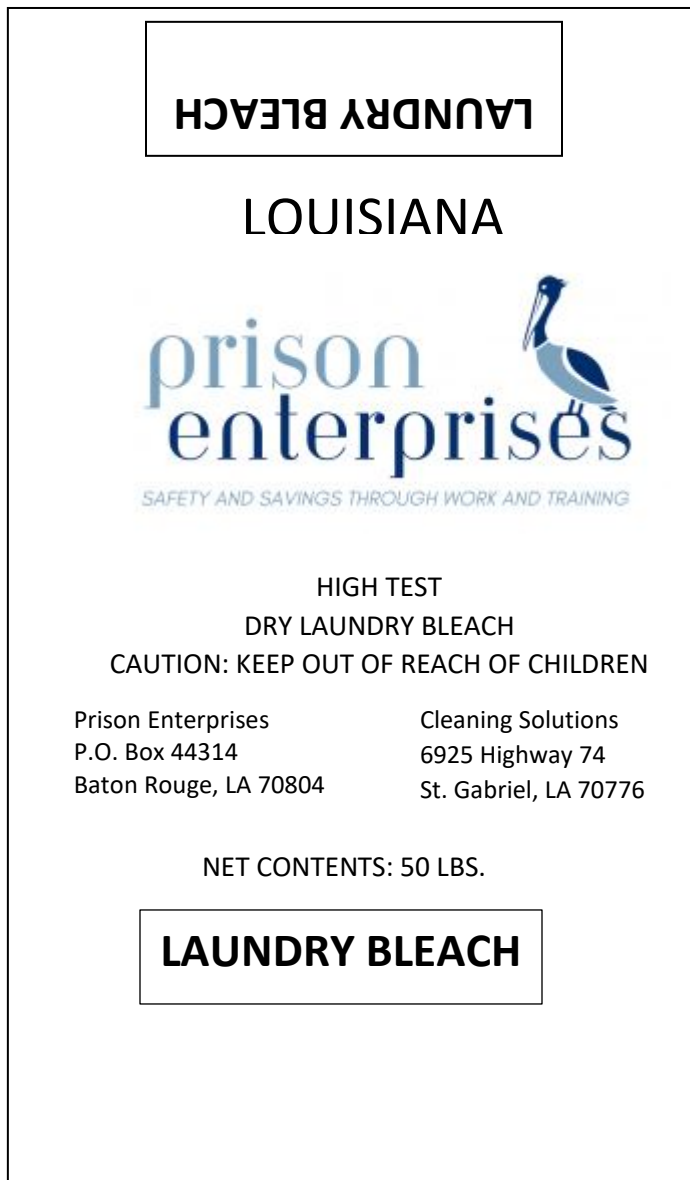 LAUNDRY BLEACH
LOUISIANA
prison
enterprises
SAFETY AND SAVINGS THROUGH WORK AND TRAINING
HIGH TEST
DRY LAUNDRY BLEACH
CAUTION: KEEP OUT OF REACH OF CHILDREN
Prison Enterprises
P.O. Box 44314
Baton Rouge, LA 70804
Cleaning Solutions
6925 Highway 74
St. Gabriel, LA 70776
NET CONTENTS: 50 LBS.
LAUNDRY BLEACH